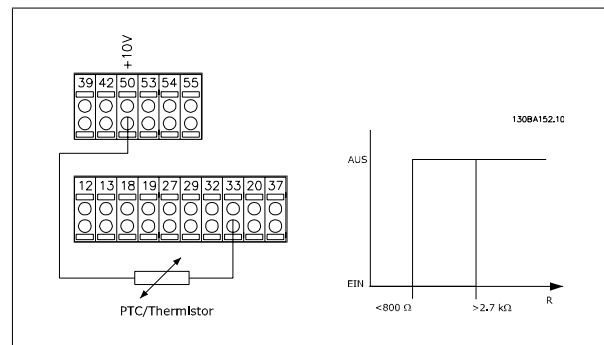 +10V
39 42 50 53 54 55
130BA152.10
AUS
12 13 18 19 27 29 32 33 20 37
EIN
<800 Ω >2.7 kΩ R
PTC/Thermistor